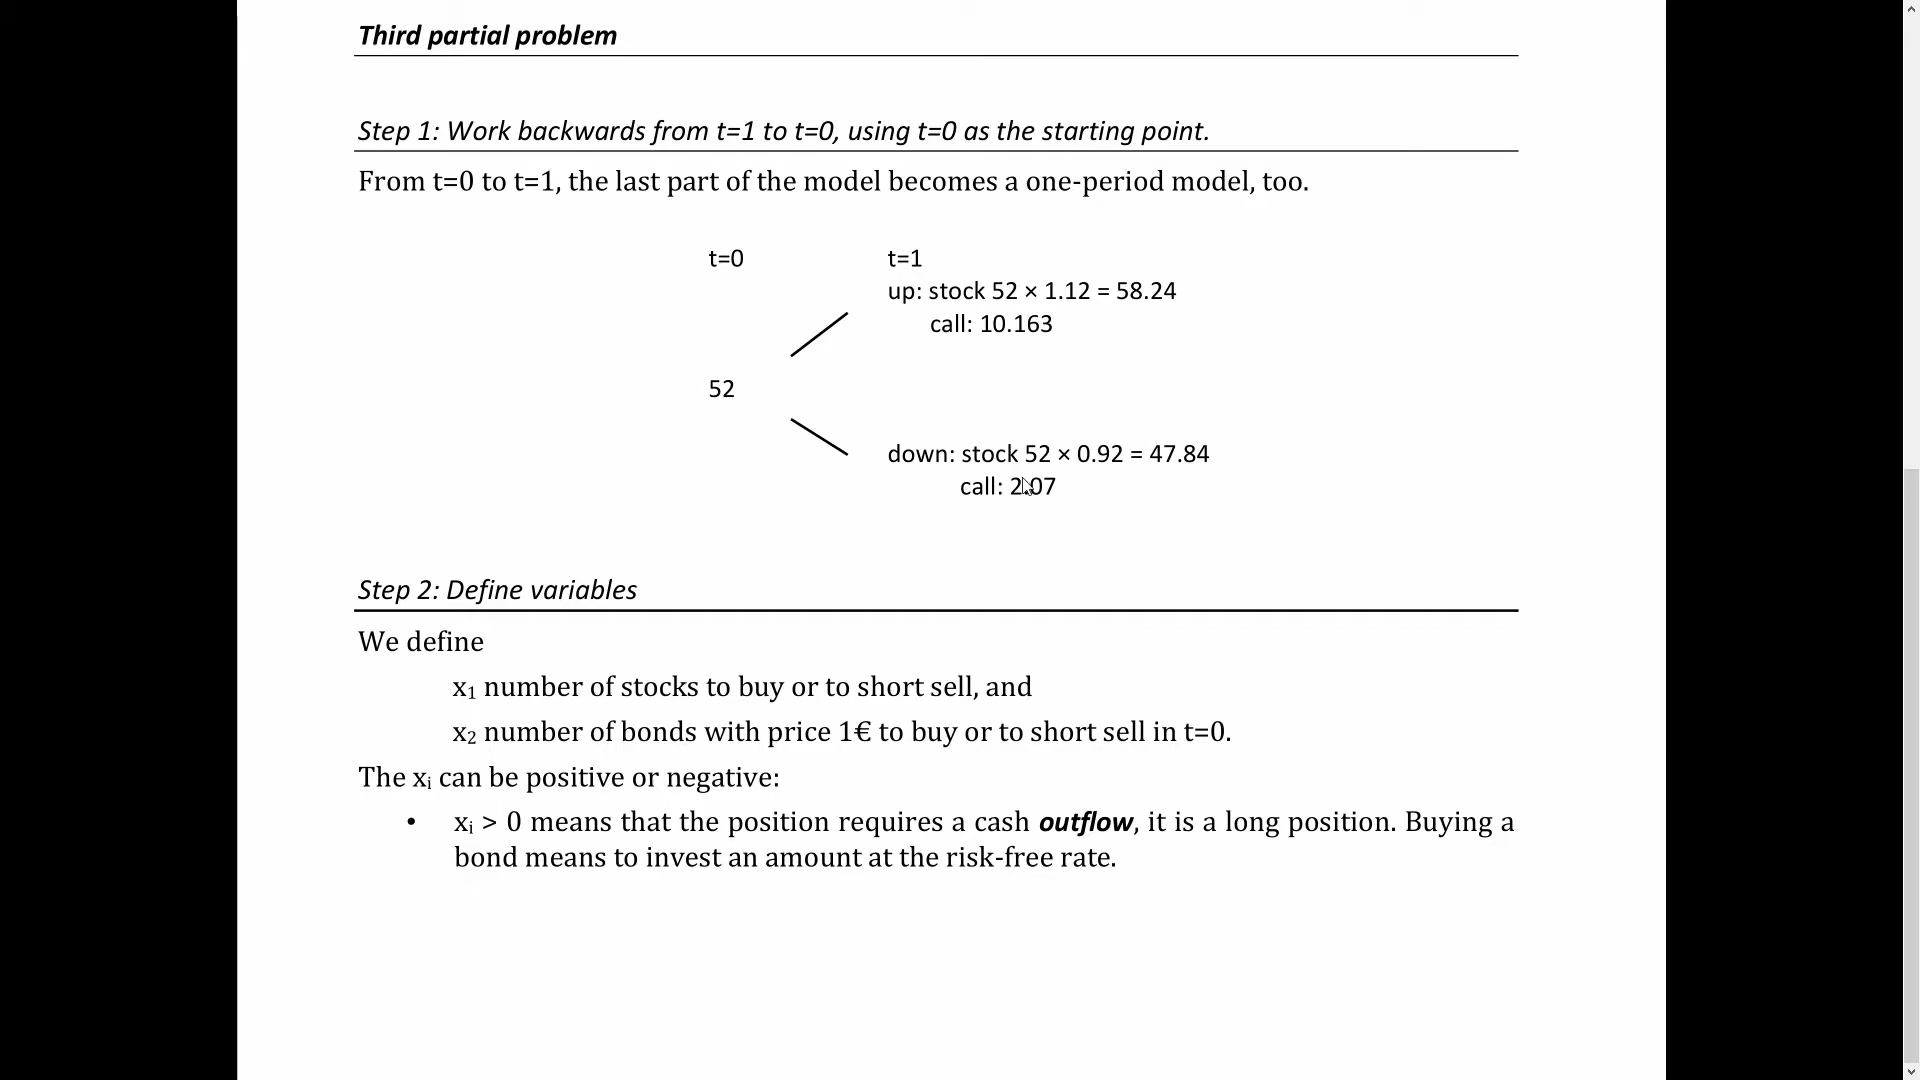 Third partial problem
Step 1: Work backwards from t=1 to t=0, using t=0 as the starting point.
From t=0 to t=1, the last part of the model becomes a one-period model, too.
t=0 t=1
up: stock 52 × 1.12 = 58.24
call: 10.163
52
down: stock 52 × 0.92 = 47.84
call: 2.07
Step 2: Define variables
We define
x₁ number of stocks to buy or to short sell, and
x₂ number of bonds with price 1€ to buy or to short sell in t=0.
The xᵢ can be positive or negative:
• xᵢ > 0 means that the position requires a cash outflow, it is a long position. Buying a
bond means to invest an amount at the risk-free rate.